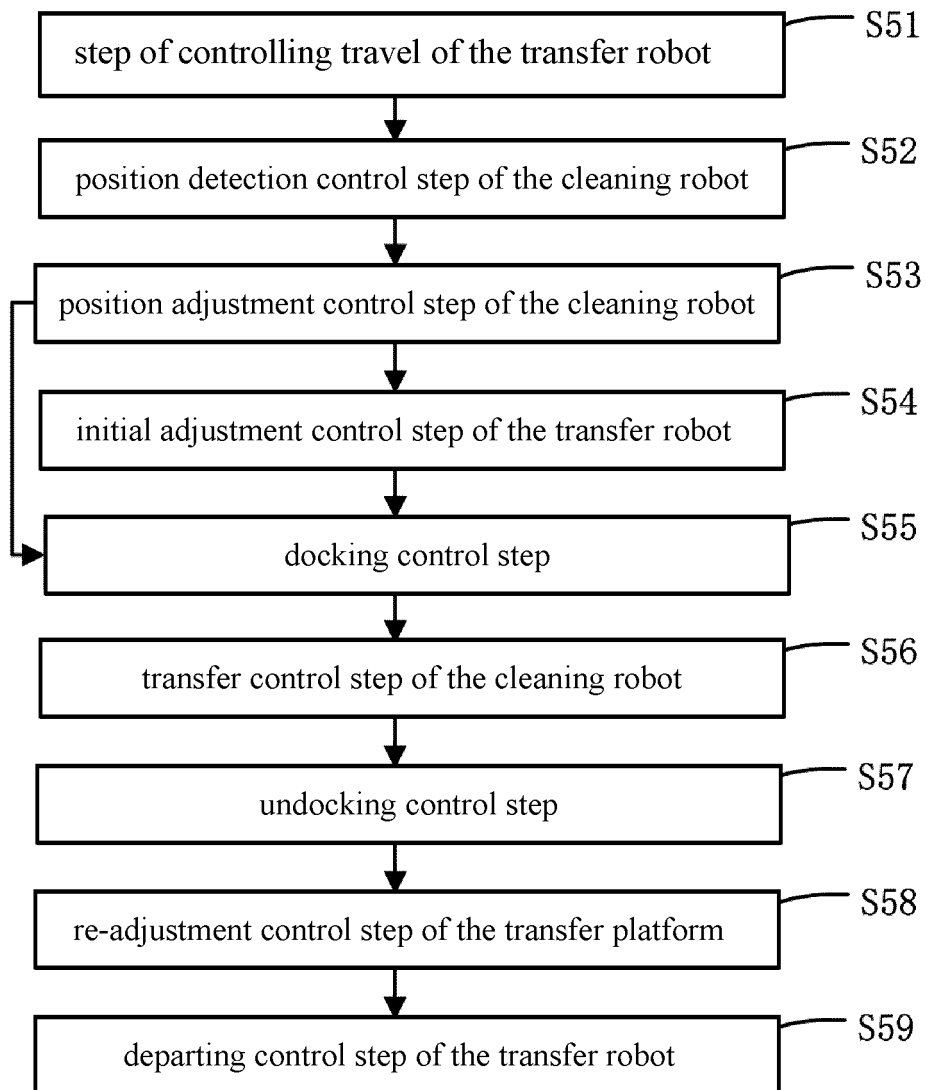 step of controlling travel of the transfer robot
S51
position detection control step of the cleaning robot
S52
position adjustment control step of the cleaning robot
S53
initial adjustment control step of the transfer robot
S54
docking control step
S55
transfer control step of the cleaning robot
S56
undocking control step
S57
re-adjustment control step of the transfer platform
S58
departing control step of the transfer robot
S59